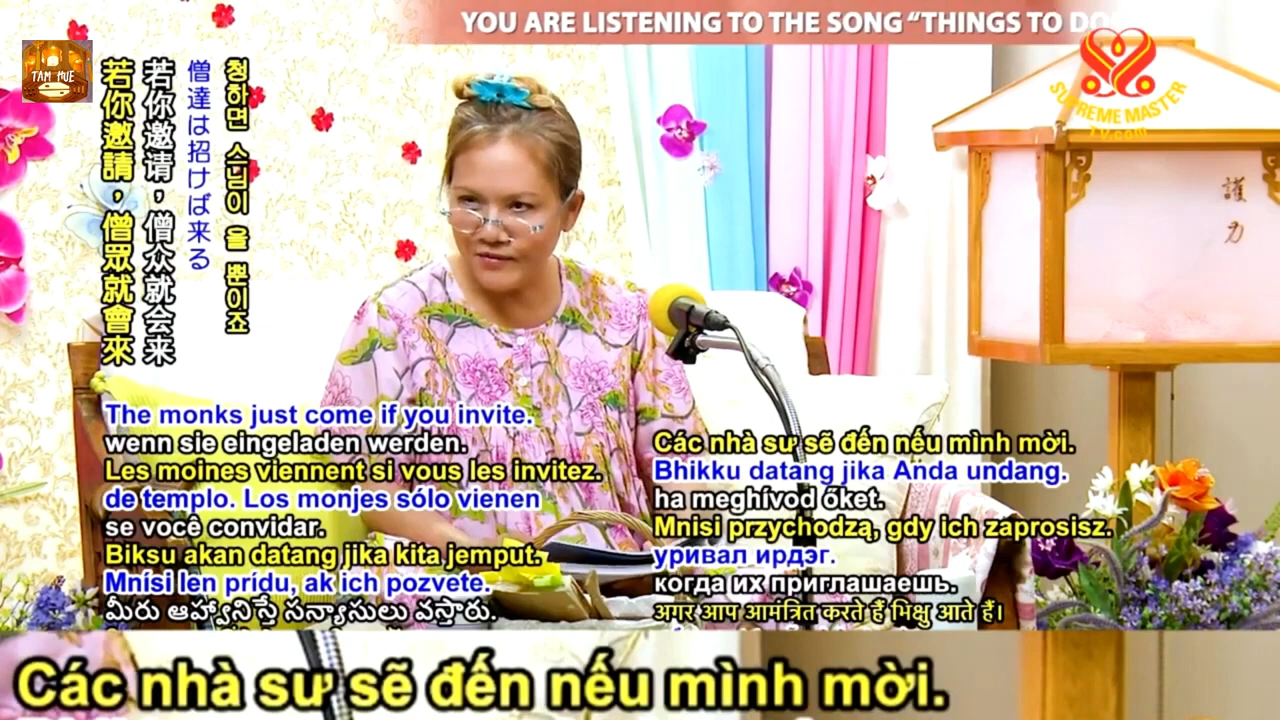 YOU ARE LISTENING TO THE SONG “THINGS TO DO
TAM HUE
SUPREME MASTER
TV.com
청하면 스님이 올 뿐이죠
僧達は招けば来る
若你邀请，僧众就会来
若你邀請，僧眾就會來
護力
The monks just come if you invite.
wenn sie eingeladen werden.
Les moines viennent si vous les invitez.
de templo. Los monjes sólo vienen
se você convidar.
Biksu akan datang jika kita jemput.
Mnísi len prídu, ak ich pozvete.
మీరు ఆహ్వానిస్తే సన్యాసులు వస్తారు.
Các nhà sư sẽ đến nếu mình mời.
Bhikku datang jika Anda undang.
ha meghívod őket.
Mnisi przychodzą, gdy ich zaprosisz.
уривал ирдэг.
когда их приглашаешь.
अगर आप आमंत्रित करते हैं भिक्षु आते हैं।
Các nhà sư sẽ đến nếu mình mời.